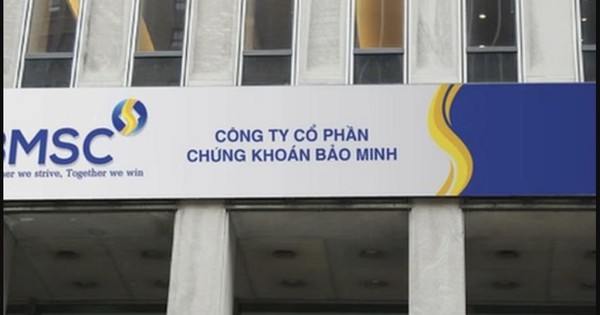 BMSC
CÔNG TY CỔ PHẦN
CHỨNG KHOÁN BẢO MINH
we strive, Together we win